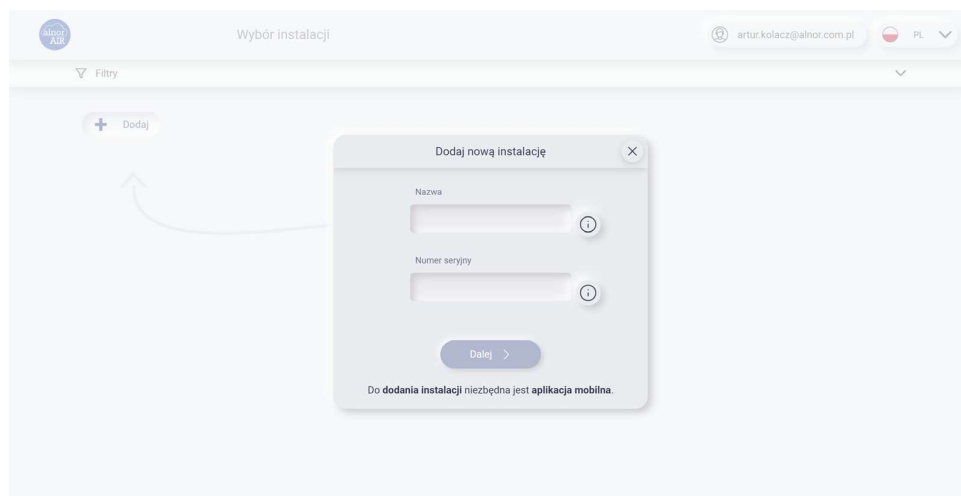 alnor
AIR
Wybór instalacji
artur.kolacz@alnor.com.pl
PL
Filtry
Dodaj
Dodaj nową instalację
Nazwa
Numer seryjny
Dalej
Do dodania instalacji niezbędna jest aplikacja mobilna.